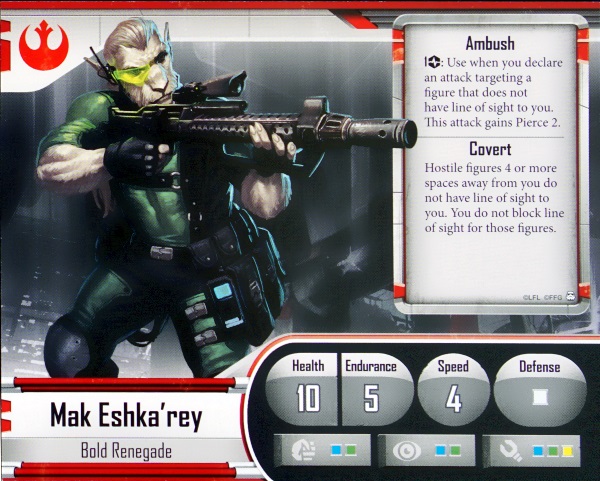 Ambush
1: Use when you declare
an attack targeting a
figure that does not
have line of sight to you.
This attack gains Pierce 2.
Covert
Hostile figures 4 or more
spaces away from you do
not have line of sight to
you. You do not block line
of sight for those figures.
©LFL ©FFG
Health Endurance Speed Defense
10 5 4
Mak Eshka'rey
Bold Renegade